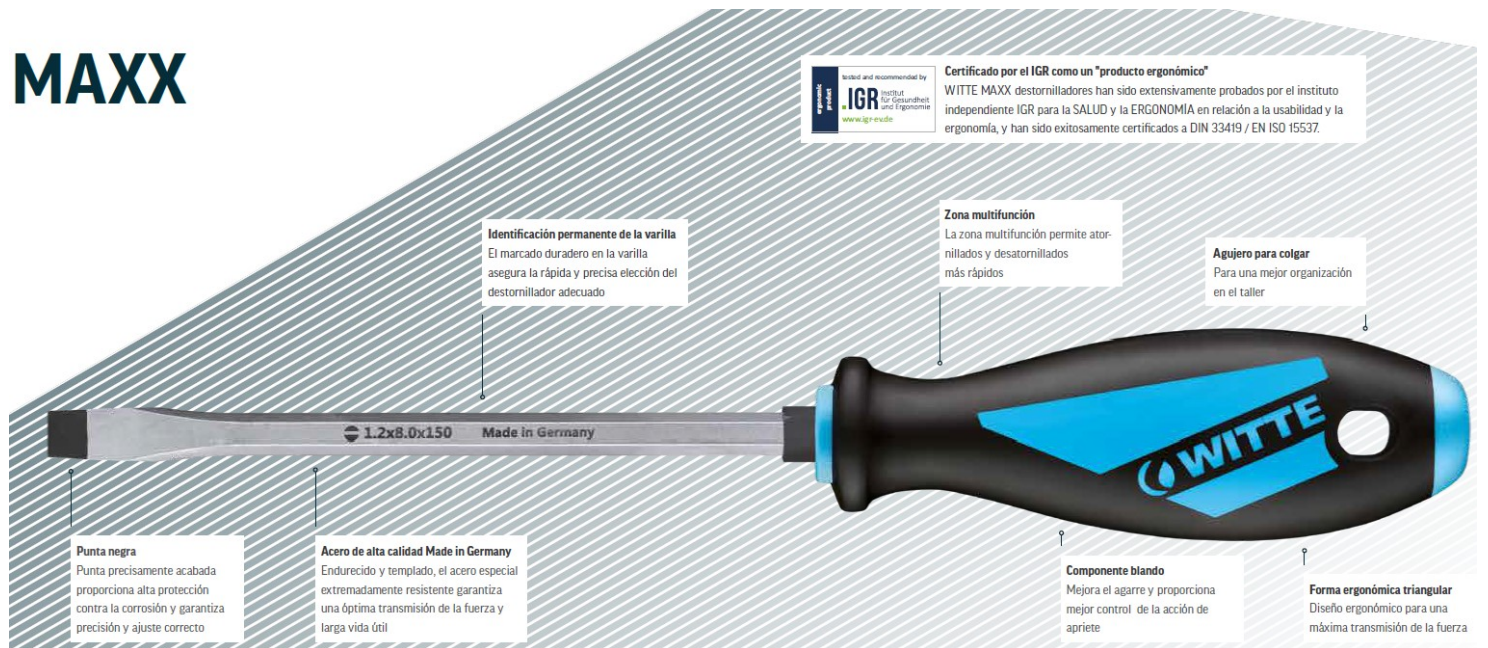 MAXX
ergonomic
product
tested and recommended by
IGR
Institut
für Gesundheit
und Ergonomie
www.igr-ev.de
Certificado por el IGR como un "producto ergonómico"
WITTE MAXX destornilladores han sido extensivamente probados por el instituto
independiente IGR para la SALUD y la ERGONOMÍA en relación a la usabilidad y la
ergonomía, y han sido exitosamente certificados a DIN 33419 / EN ISO 15537.
Identificación permanente de la varilla
El marcado duradero en la varilla
asegura la rápida y precisa elección del
destornillador adecuado
Zona multifunción
La zona multifunción permite ator-
nillados y desatornillados
más rápidos
Agujero para colgar
Para una mejor organización
en el taller
1.2x8.0x150 Made in Germany
WITTE
Punta negra
Punta precisamente acabada
proporciona alta protección
contra la corrosión y garantiza
precisión y ajuste correcto
Acero de alta calidad Made in Germany
Endurecido y templado, el acero especial
extremadamente resistente garantiza
una óptima transmisión de la fuerza y
larga vida útil
Componente blando
Mejora el agarre y proporciona
mejor control de la acción de
apriete
Forma ergonómica triangular
Diseño ergonómico para una
máxima transmisión de la fuerza